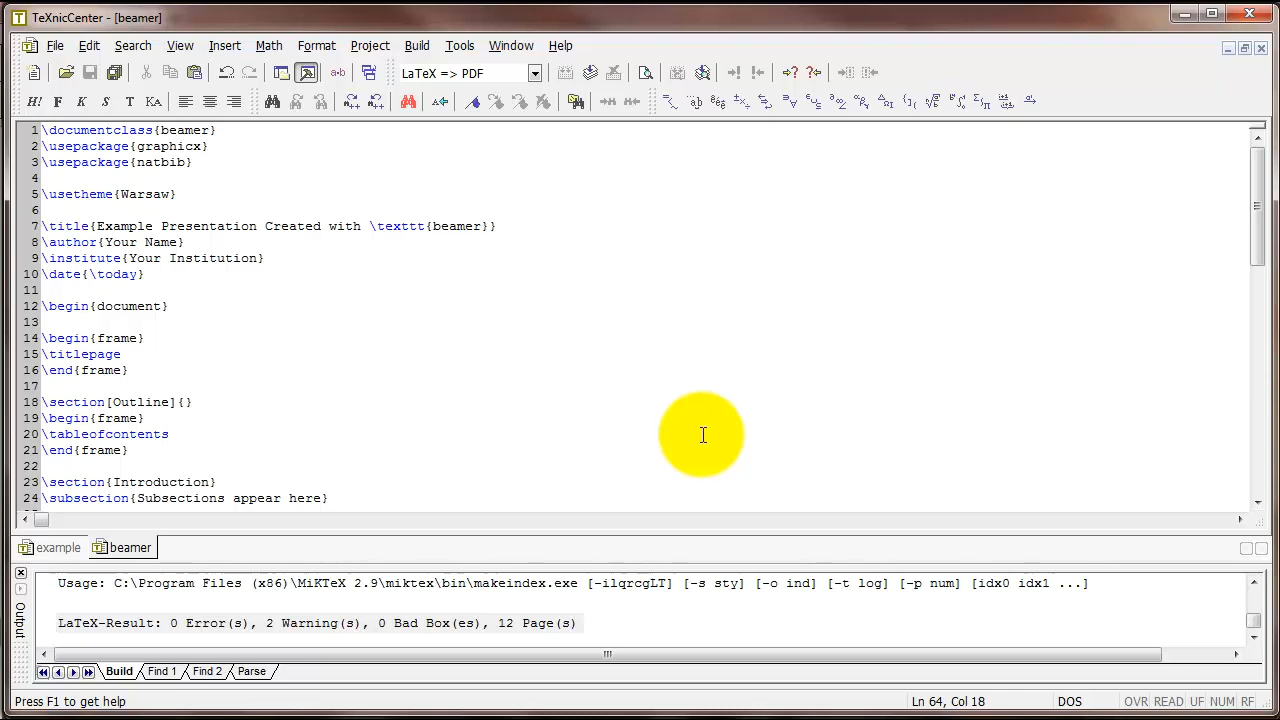 TeXnicCenter - [beamer]
File Edit Search View Insert Math Format Project Build Tools Window Help
LaTeX => PDF
1 \documentclass{beamer}
2 \usepackage{graphicx}
3 \usepackage{natbib}
4
5 \usetheme{Warsaw}
6
7 \title{Example Presentation Created with \texttt{beamer}}
8 \author{Your Name}
9 \institute{Your Institution}
10 \date{\today}
11
12 \begin{document}
13
14 \begin{frame}
15 \titlepage
16 \end{frame}
17
18 \section[Outline]{}
19 \begin{frame}
20 \tableofcontents
21 \end{frame}
22
23 \section{Introduction}
24 \subsection{Subsections appear here}
example beamer
Usage: C:\Program Files (x86)\MiKTeX 2.9\miktex\bin\makeindex.exe [-ilqrcgLT] [-s sty] [-o ind] [-t log] [-p num] [idx0 idx1 ...]
LaTeX-Result: 0 Error(s), 2 Warning(s), 0 Bad Box(es), 12 Page(s)
Output
Build Find 1 Find 2 Parse
Press F1 to get help Ln 64, Col 18 DOS OVR READ UF NUM RF